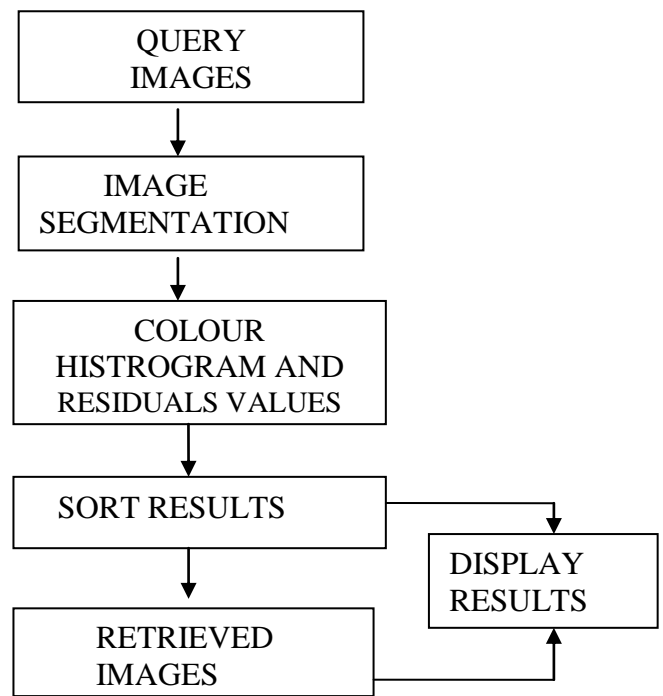 QUERY
IMAGES
IMAGE
SEGMENTATION
COLOUR
HISTROGRAM AND
RESIDUALS VALUES
SORT RESULTS
DISPLAY
RESULTS
RETRIEVED
IMAGES